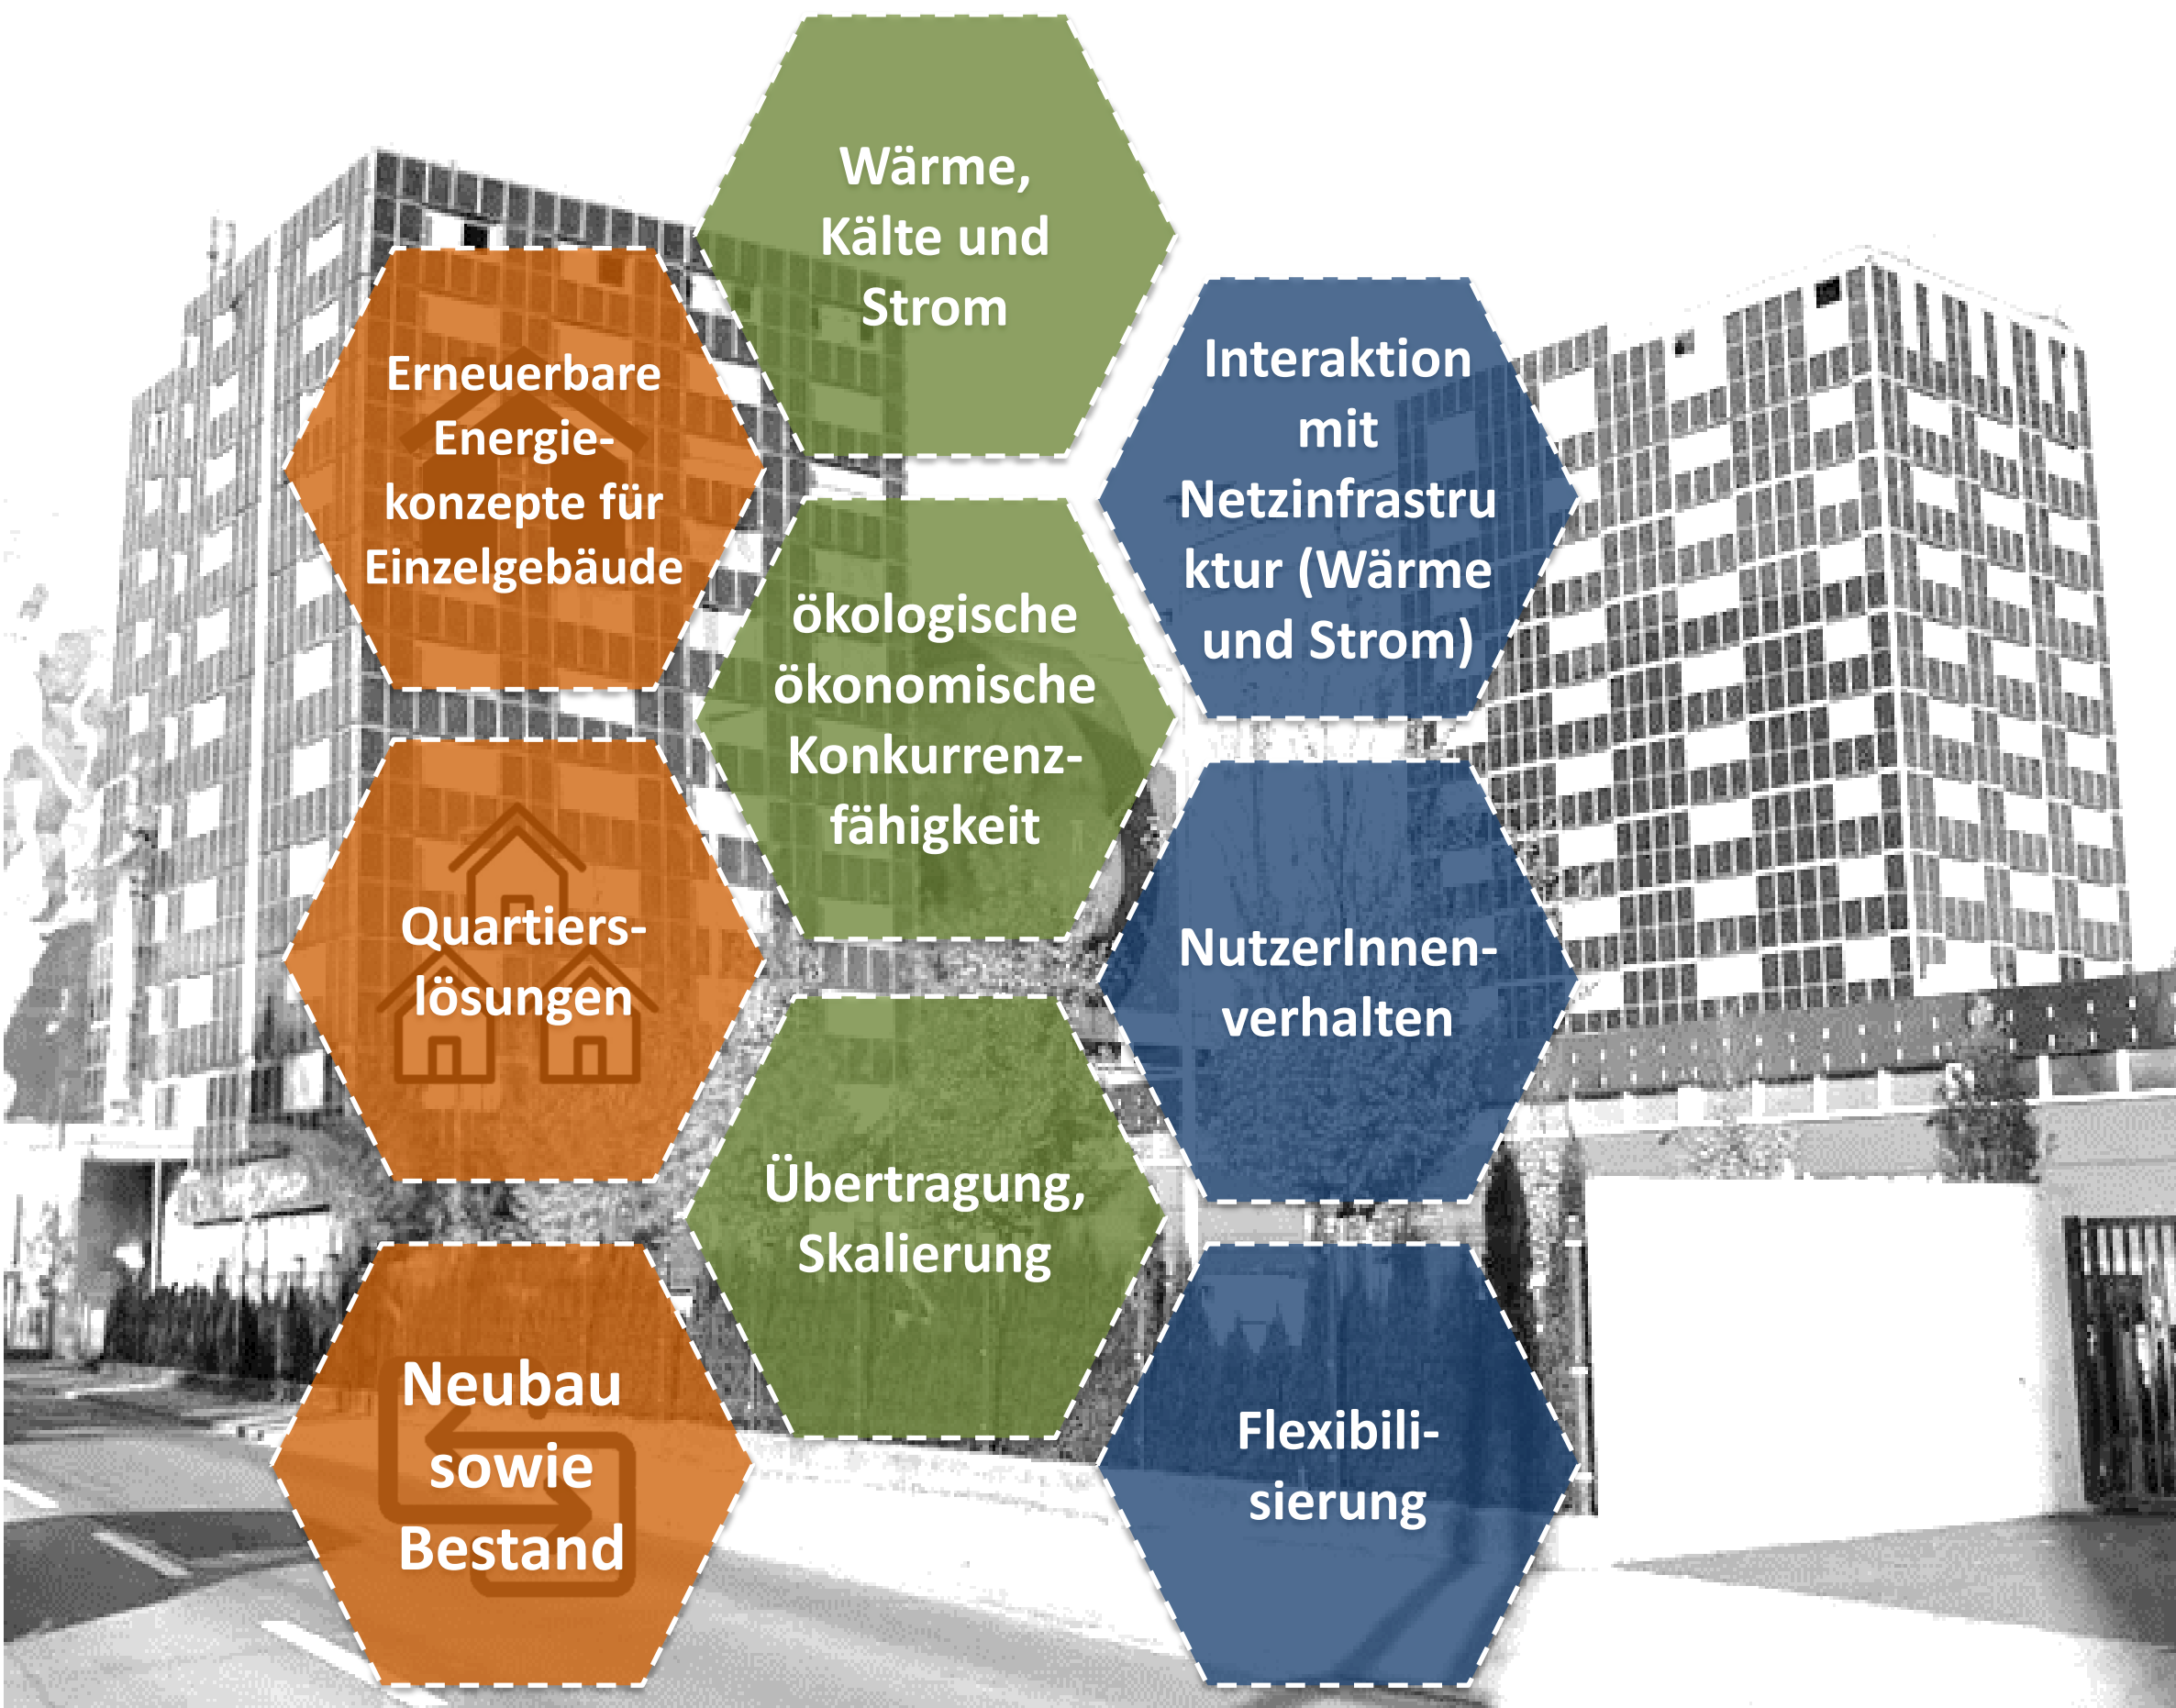 Wärme,
Kälte und
Strom
Erneuerbare
Energie-
konzepte für
Einzelgebäude
Interaktion
mit
Netzinfrastru
ktur (Wärme
und Strom)
ökologische
ökonomische
Konkurrenz-
fähigkeit
Quartiers-
lösungen
NutzerInnen-
verhalten
Übertragung,
Skalierung
Neubau
sowie
Bestand
Flexibili-
sierung